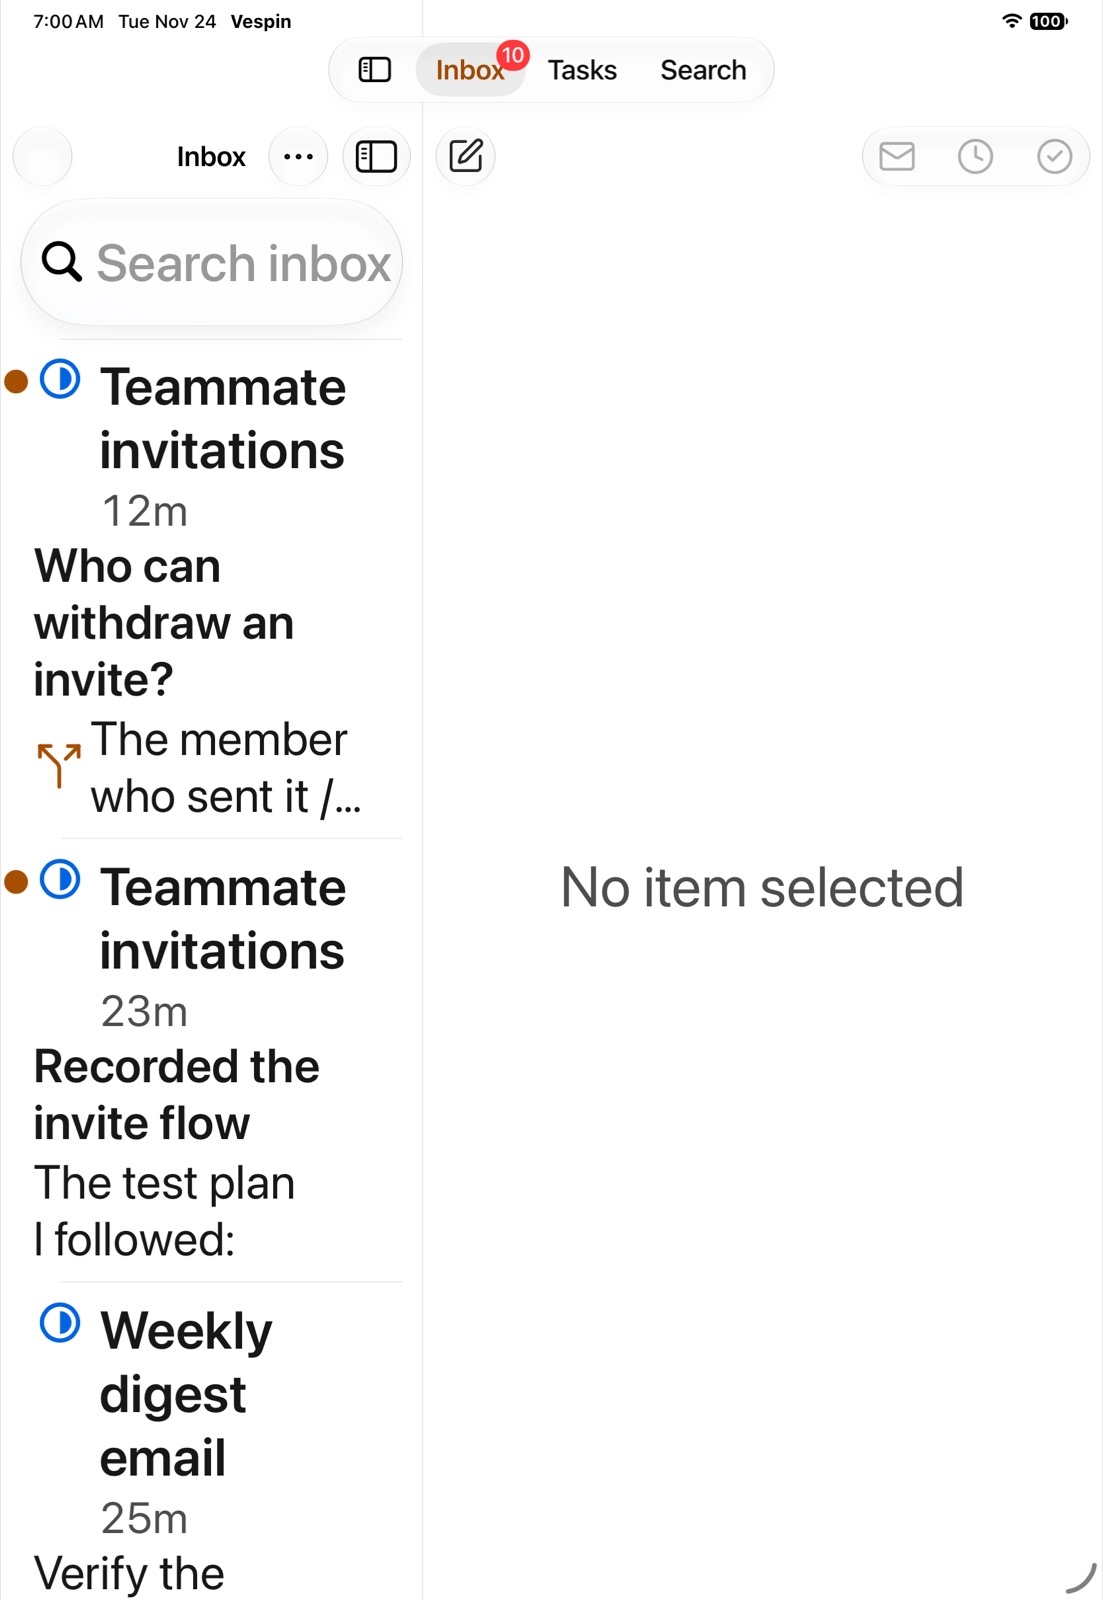 7:00 AM Tue Nov 24 Vespin
100
Inbox 10 Tasks Search
Inbox
Search inbox
Teammate
invitations
12m
Who can
withdraw an
invite?
The member
who sent it /...
Teammate
invitations
23m
Recorded the
invite flow
The test plan
I followed:
Weekly
digest
email
25m
Verify the
No item selected